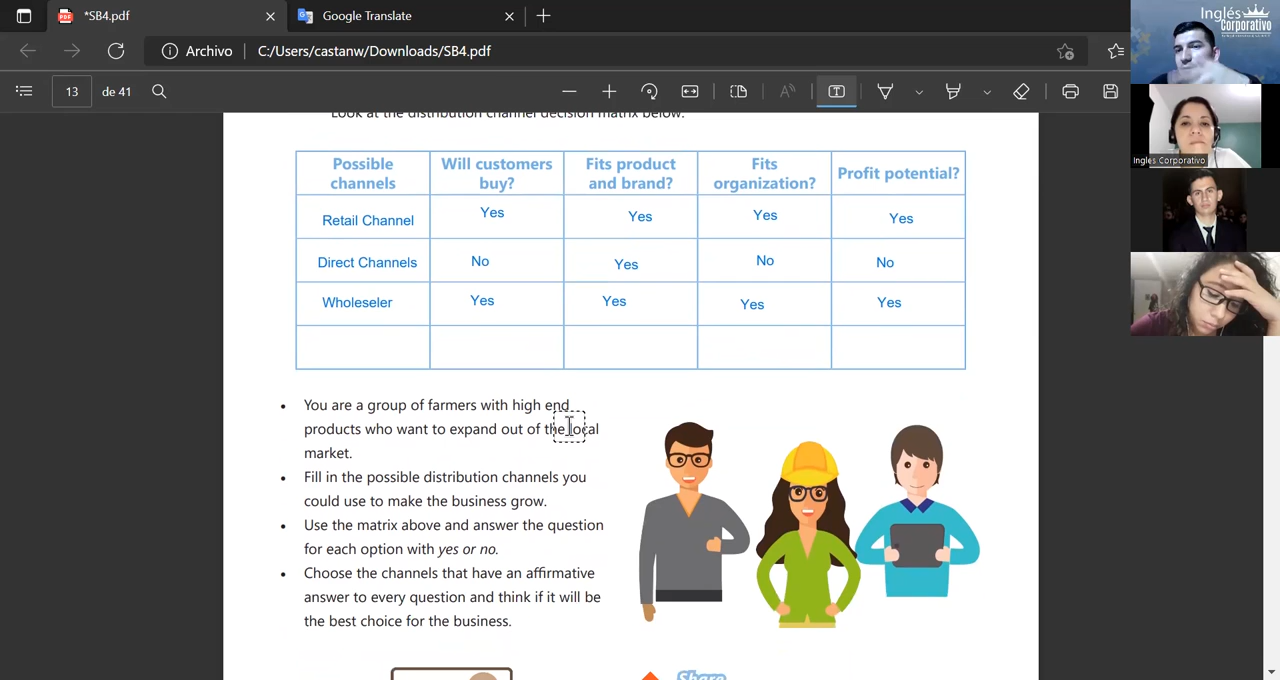 *SB4.pdf
Google Translate
Archivo
C:/Users/castanw/Downloads/SB4.pdf
13
de 41
Look at the distribution channel decision matrix below.
Possible channels
Will customers buy?
Fits product and brand?
Fits organization?
Profit potential?
Retail Channel
Yes
Yes
Yes
Yes
Direct Channels
No
Yes
No
No
Wholeseler
Yes
Yes
Yes
Yes
• You are a group of farmers with high end
products who want to expand out of the local
market.
• Fill in the possible distribution channels you
could use to make the business grow.
• Use the matrix above and answer the question
for each option with yes or no.
• Choose the channels that have an affirmative
answer to every question and think if it will be
the best choice for the business.
Share
Inglés
Corporativo
Ingles Corporativo